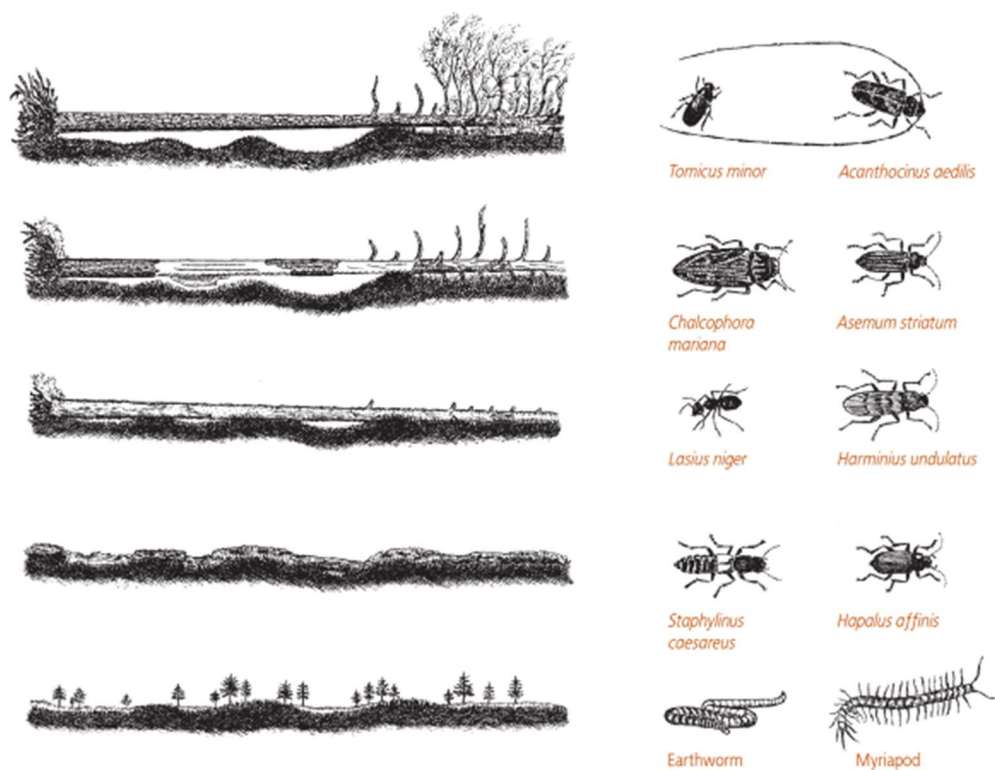 Tomicus minor
Acanthocinus aedilis
Chalcophora
mariana
Asemum striatum
Lasius niger
Harminius undulatus
Staphylinus
caesareus
Hapalus affinis
Earthworm
Myriapod